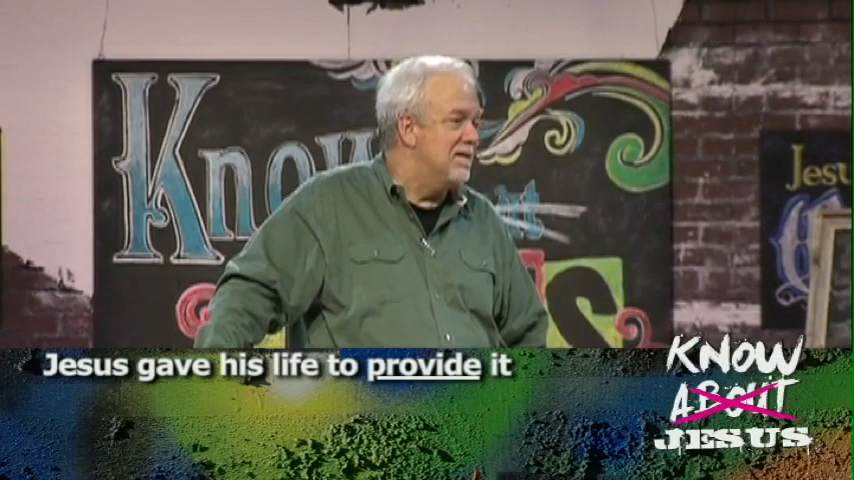 Know
Jesu
Jesus gave his life to provide it
KNOW
ABOUT
JESUS